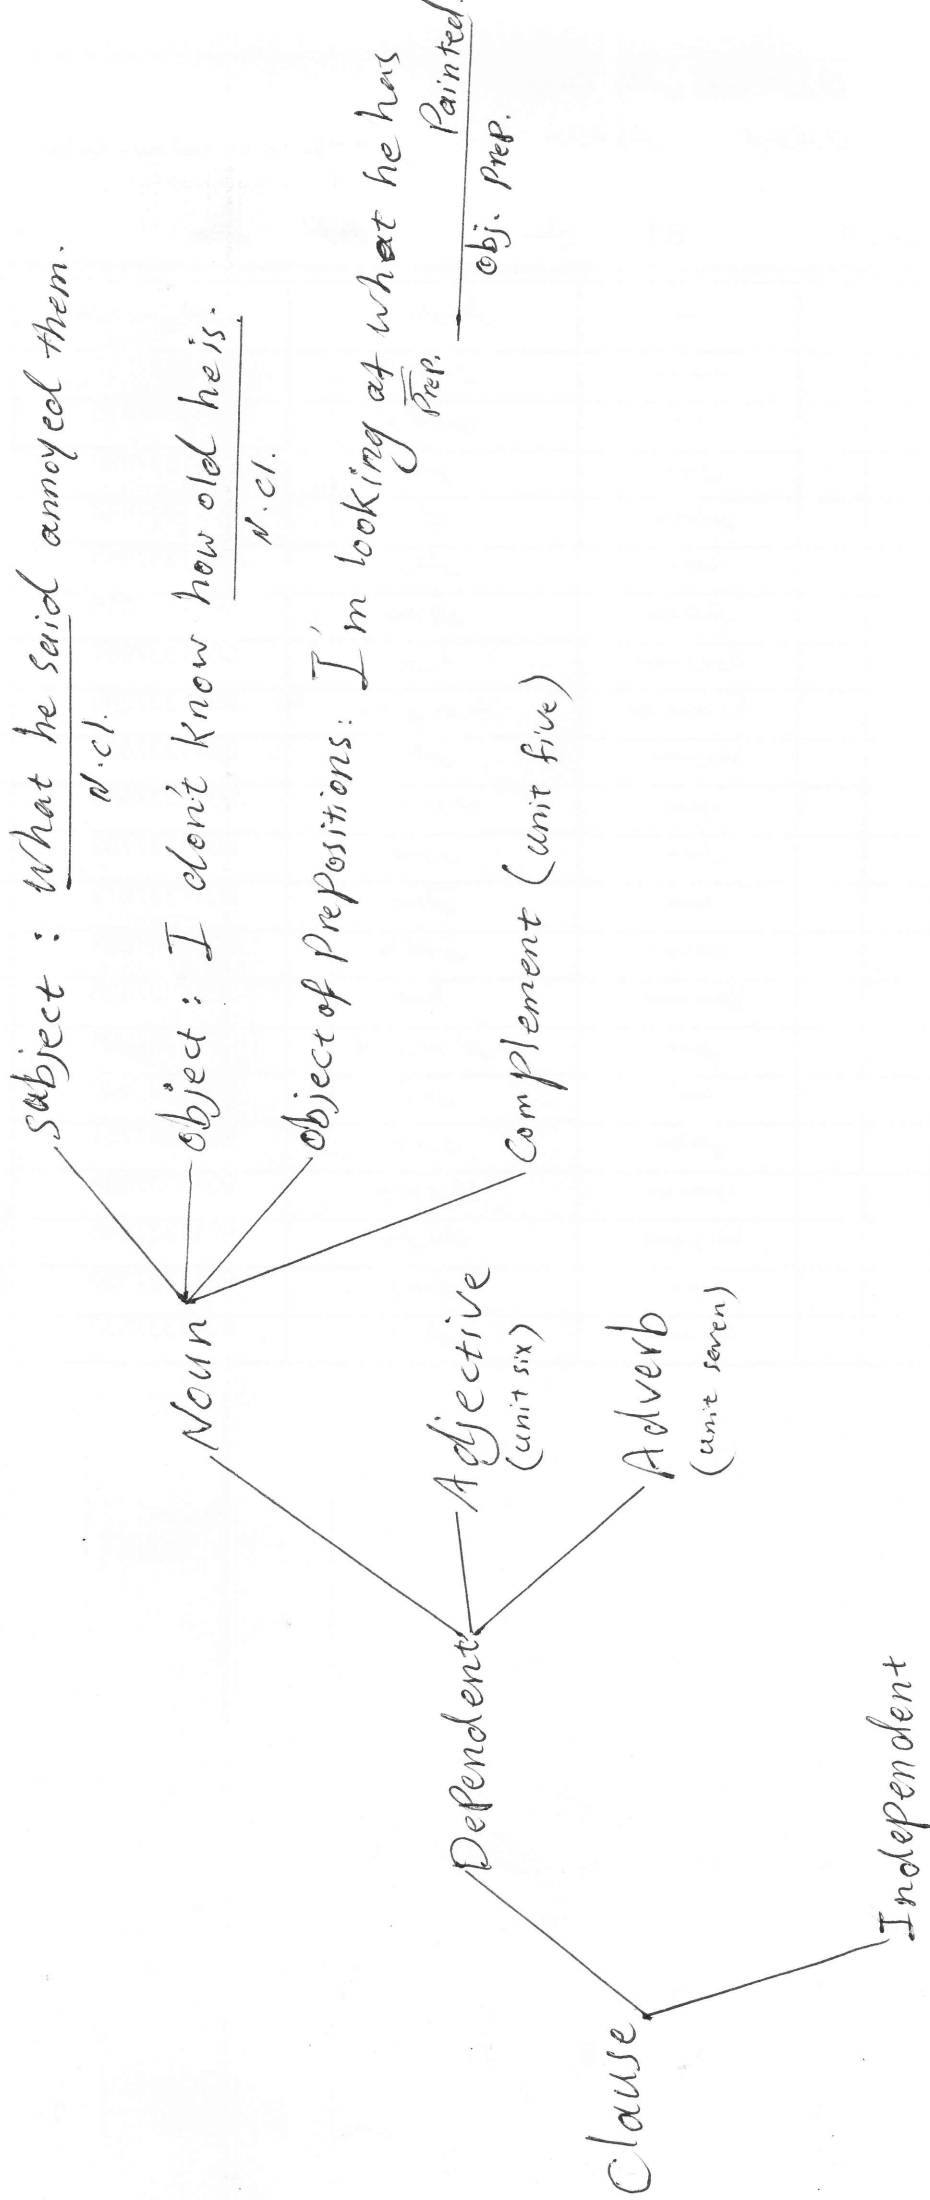 Subject : What he said annoyed them.
N.cl.
object : I don't know how old he is.
N.cl.
Noun
object of Prepositions: I'm looking at what he has
Painted.
Prep.
obj. Prep.
Complement (unit five)
Dependent
Adjective
(unit six)
Adverb
(unit seven)
Clause
Independent